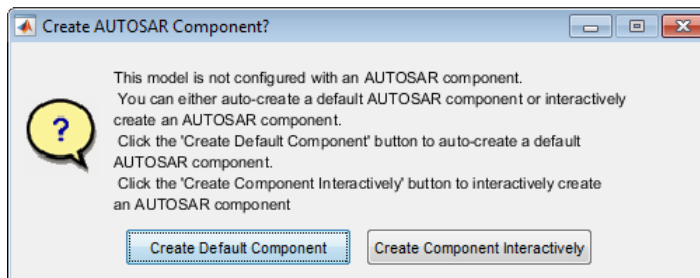 Create AUTOSAR Component?
This model is not configured with an AUTOSAR component.
You can either auto-create a default AUTOSAR component or interactively
create an AUTOSAR component.
Click the 'Create Default Component' button to auto-create a default
AUTOSAR component.
Click the 'Create Component Interactively' button to interactively create
an AUTOSAR component
?
Create Default Component
Create Component Interactively